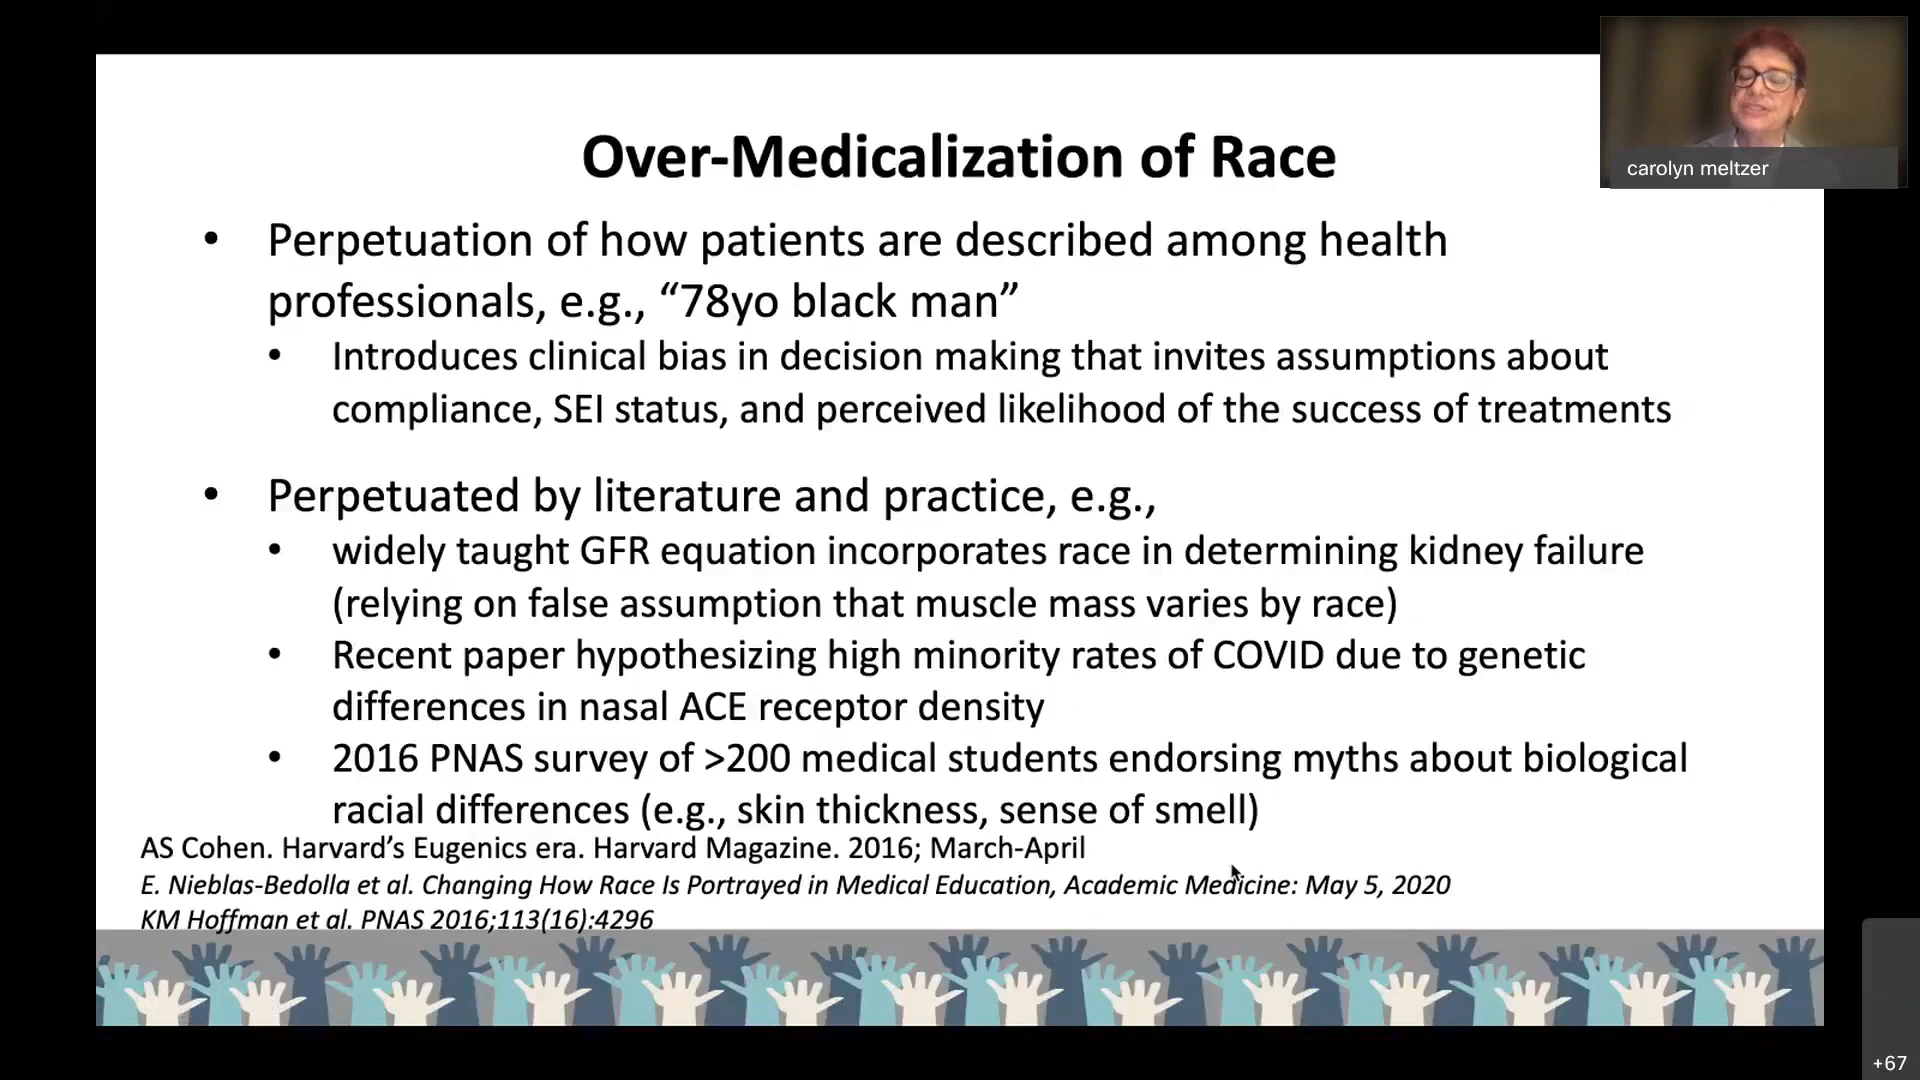 carolyn meltzer
Over-Medicalization of Race
• Perpetuation of how patients are described among health
professionals, e.g., “78yo black man”
• Introduces clinical bias in decision making that invites assumptions about
compliance, SEI status, and perceived likelihood of the success of treatments
• Perpetuated by literature and practice, e.g.,
• widely taught GFR equation incorporates race in determining kidney failure
(relying on false assumption that muscle mass varies by race)
• Recent paper hypothesizing high minority rates of COVID due to genetic
differences in nasal ACE receptor density
• 2016 PNAS survey of >200 medical students endorsing myths about biological
racial differences (e.g., skin thickness, sense of smell)
AS Cohen. Harvard’s Eugenics era. Harvard Magazine. 2016; March-April
E. Nieblas-Bedolla et al. Changing How Race Is Portrayed in Medical Education, Academic Medicine: May 5, 2020
KM Hoffman et al. PNAS 2016;113(16):4296
+67